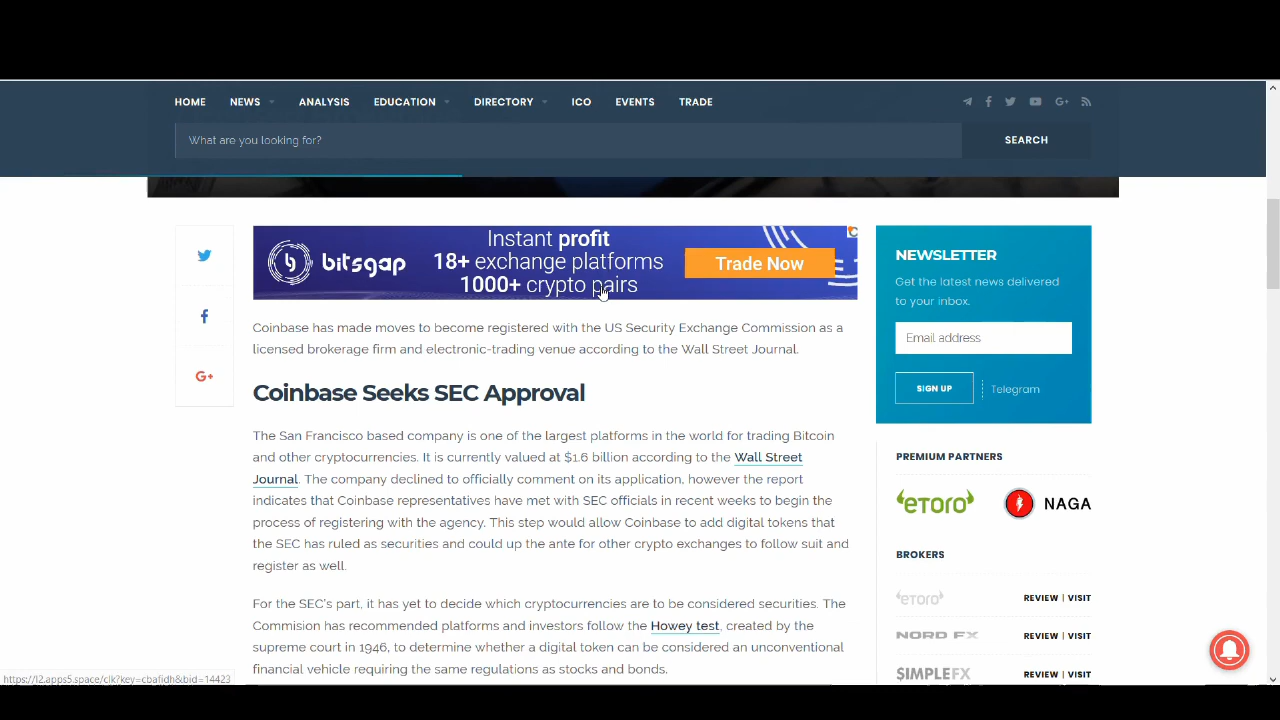 HOME NEWS ANALYSIS EDUCATION DIRECTORY ICO EVENTS TRADE
What are you looking for? SEARCH
bitsgap
Instant profit
18+ exchange platforms
1000+ crypto pairs
Trade Now
Coinbase has made moves to become registered with the US Security Exchange Commission as a
licensed brokerage firm and electronic-trading venue according to the Wall Street Journal.
Coinbase Seeks SEC Approval
The San Francisco based company is one of the largest platforms in the world for trading Bitcoin
and other cryptocurrencies. It is currently valued at $1.6 billion according to the Wall Street
Journal. The company declined to officially comment on its application, however the report
indicates that Coinbase representatives have met with SEC officials in recent weeks to begin the
process of registering with the agency. This step would allow Coinbase to add digital tokens that
the SEC has ruled as securities and could up the ante for other crypto exchanges to follow suit and
register as well.
For the SEC's part, it has yet to decide which cryptocurrencies are to be considered securities. The
Commision has recommended platforms and investors follow the Howey test, created by the
supreme court in 1946, to determine whether a digital token can be considered an unconventional
financial vehicle requiring the same regulations as stocks and bonds.
NEWSLETTER
Get the latest news delivered
to your inbox.
Email address
SIGN UP Telegram
PREMIUM PARTNERS
eToro NAGA
BROKERS
eToro REVIEW | VISIT
NORD FX REVIEW | VISIT
SIMPLEFX REVIEW | VISIT
https://l2.apps5.space/clk?key=cbafidh&bid=14423